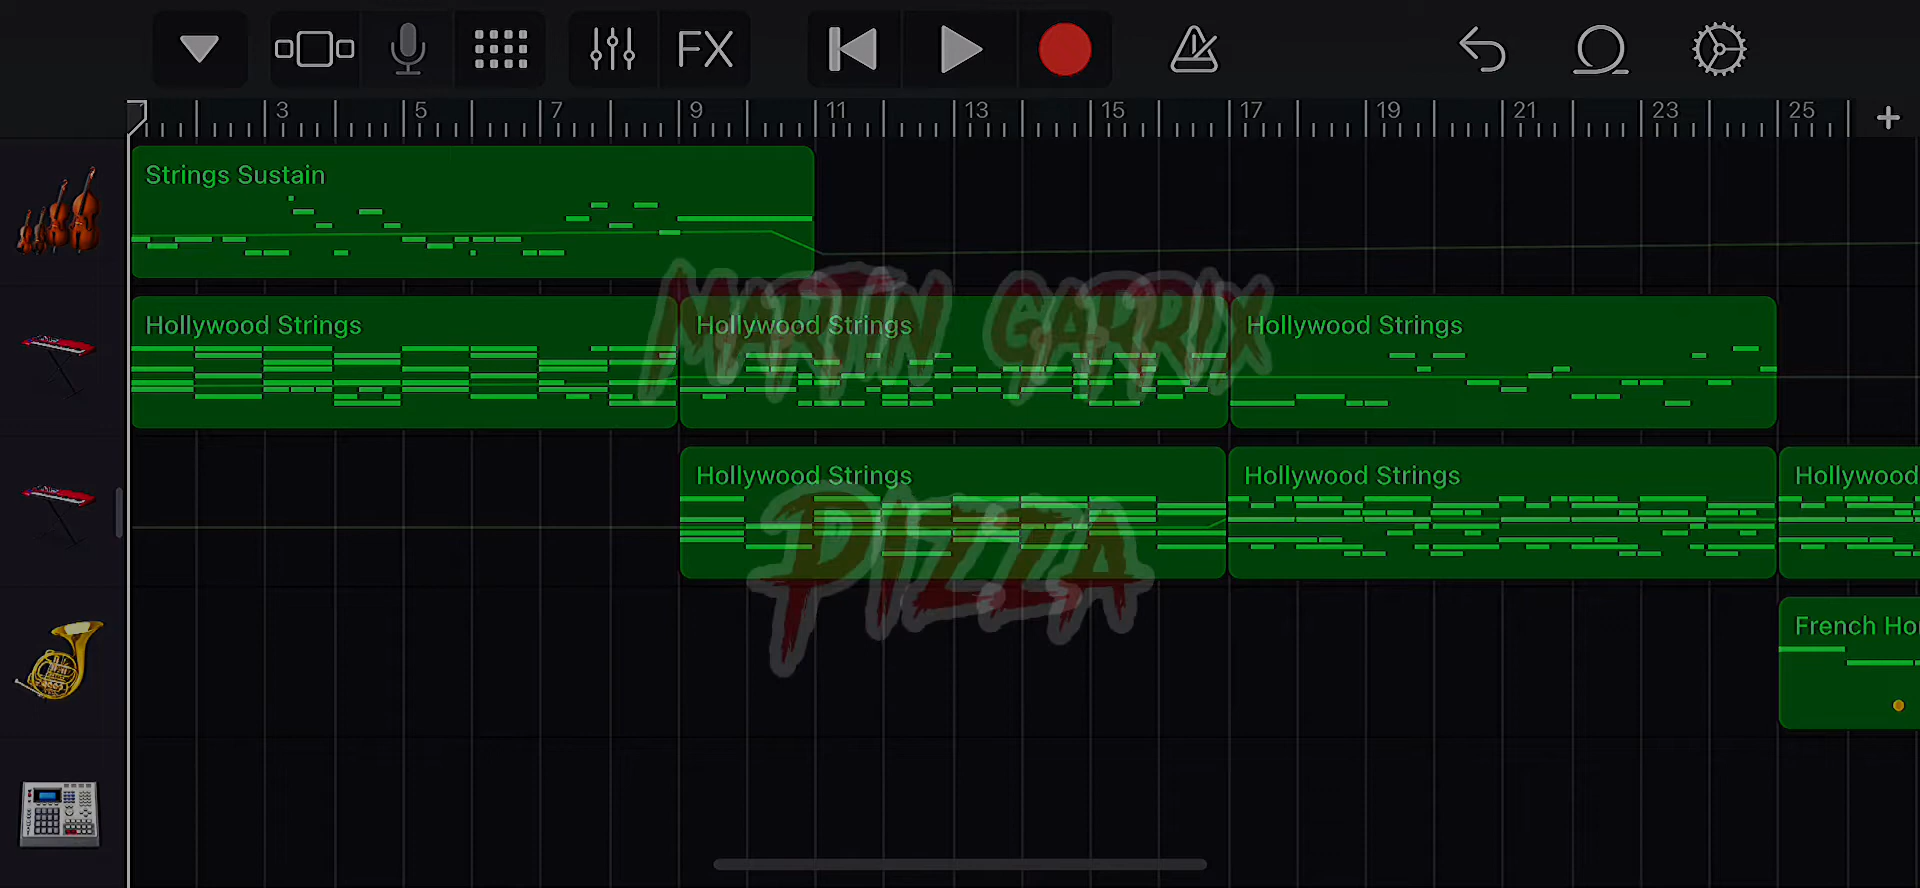 FX
3 5 7 9 11 13 15 17 19 21 23 25
Strings Sustain
Hollywood Strings Hollywood Strings Hollywood Strings
MARTIN GARRIX
Hollywood Strings Hollywood Strings Hollywood
PIZZA
French Ho